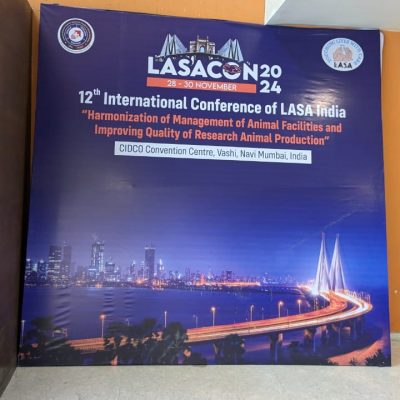 LASACON 2024
28 - 30 NOVEMBER
12th International Conference of LASA India
"Harmonization of Management of Animal Facilities and
Improving Quality of Research Animal Production"
CIDCO Convention Centre, Vashi, Navi Mumbai, India
LASA